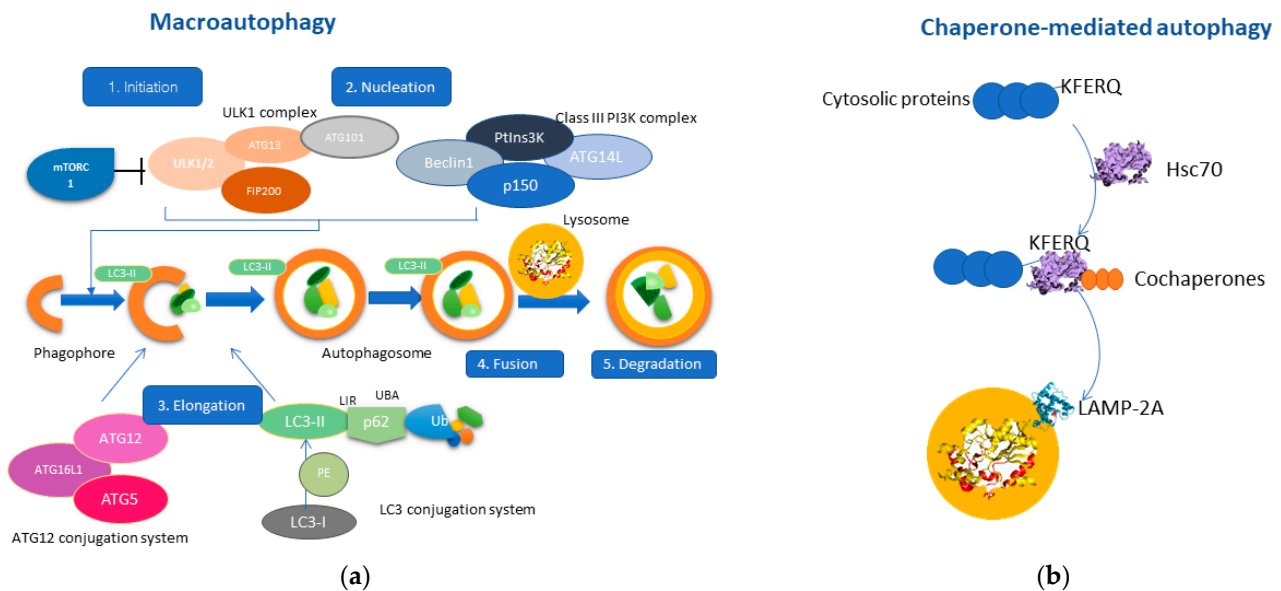 Macroautophagy
Chaperone-mediated autophagy
1. Initiation
2. Nucleation
ULK1 complex
ATG101
ATG13
ULK1/2
FIP200
mTORC
1
Class III PI3K complex
PtIns3K
Beclin1
ATG14L
p150
Lysosome
LC3-II
LC3-II
LC3-II
Phagophore
Autophagosome
4. Fusion
5. Degradation
3. Elongation
LIR
UBA
LC3-II
p62
Ub
ATG12
ATG16L1
ATG5
PE
LC3-I
LC3 conjugation system
ATG12 conjugation system
(a)
Cytosolic proteins
KFERQ
Hsc70
KFERQ
Cochaperones
LAMP-2A
(b)